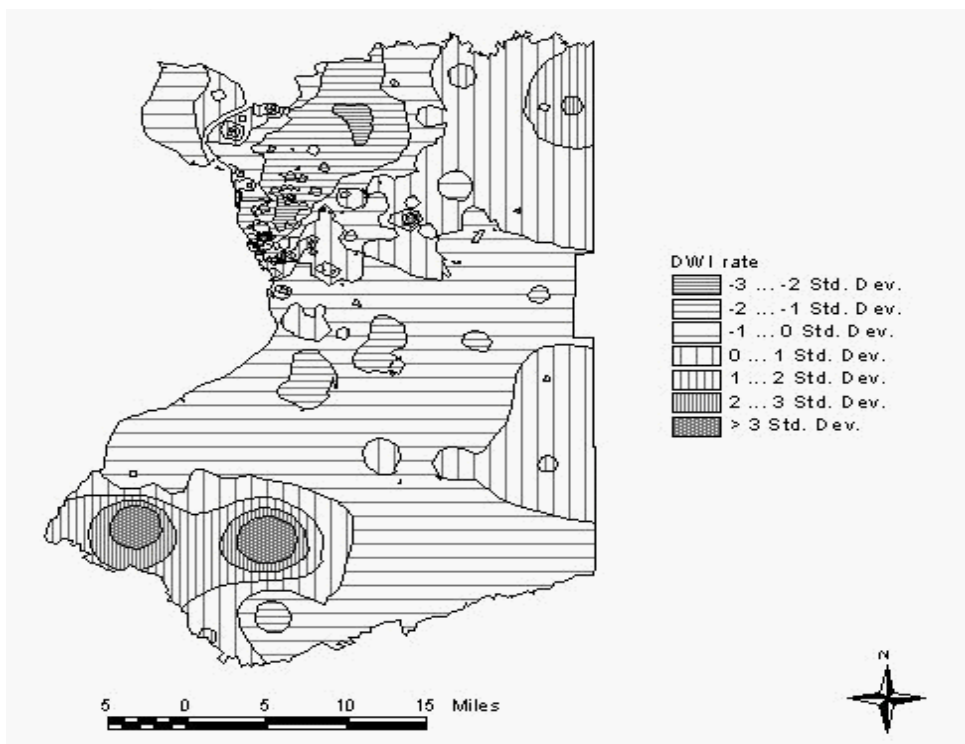 DWI rate
-3 ... -2 Std. Dev.
-2 ... -1 Std. Dev.
-1 ... 0 Std. Dev.
0 ... 1 Std. Dev.
1 ... 2 Std. Dev.
2 ... 3 Std. Dev.
> 3 Std. Dev.
N
5 0 5 10 15 Miles